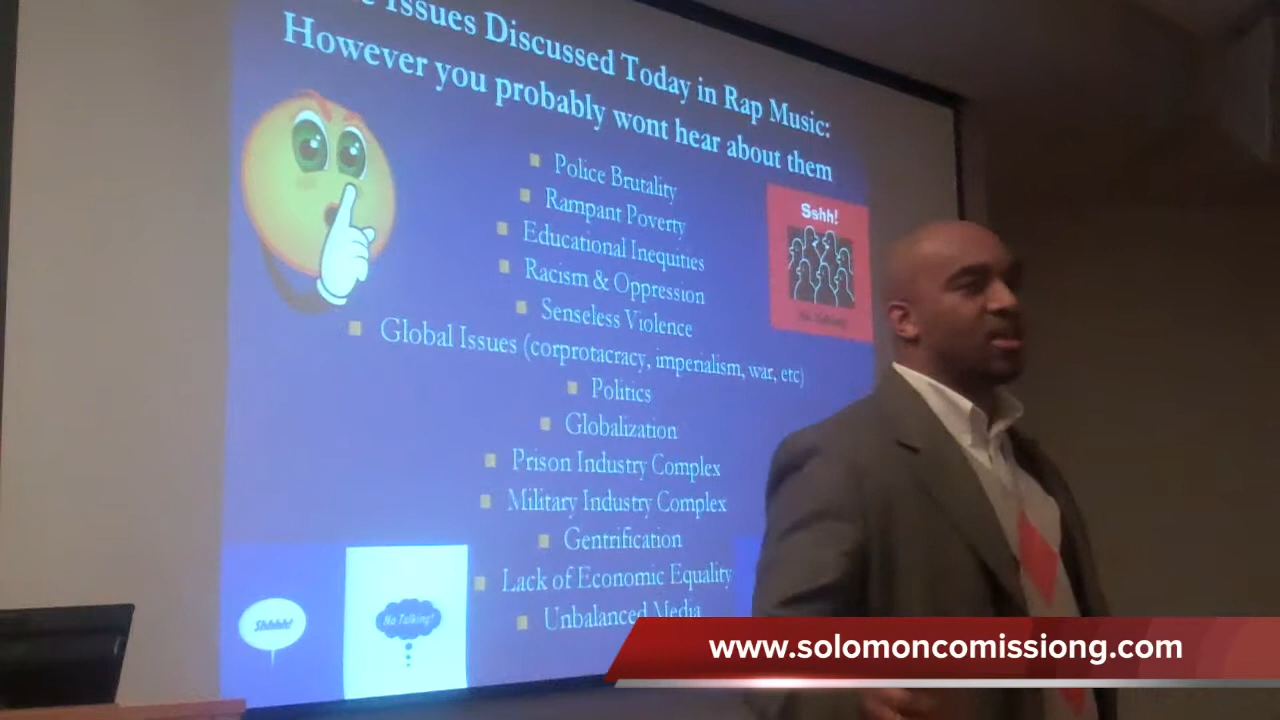 Issues Discussed Today in Rap Music:
However you probably wont hear about them
Police Brutality
Rampant Poverty
Educational Inequities
Racism & Oppression
Senseless Violence
Global Issues (corprotacracy, imperialism, war, etc)
Politics
Globalization
Prison Industry Complex
Military Industry Complex
Gentrification
Lack of Economic Equality
Unbalanced Media
Sshh!
No Talking
Shhhh!
No Talking!
www.solomoncomissiong.com